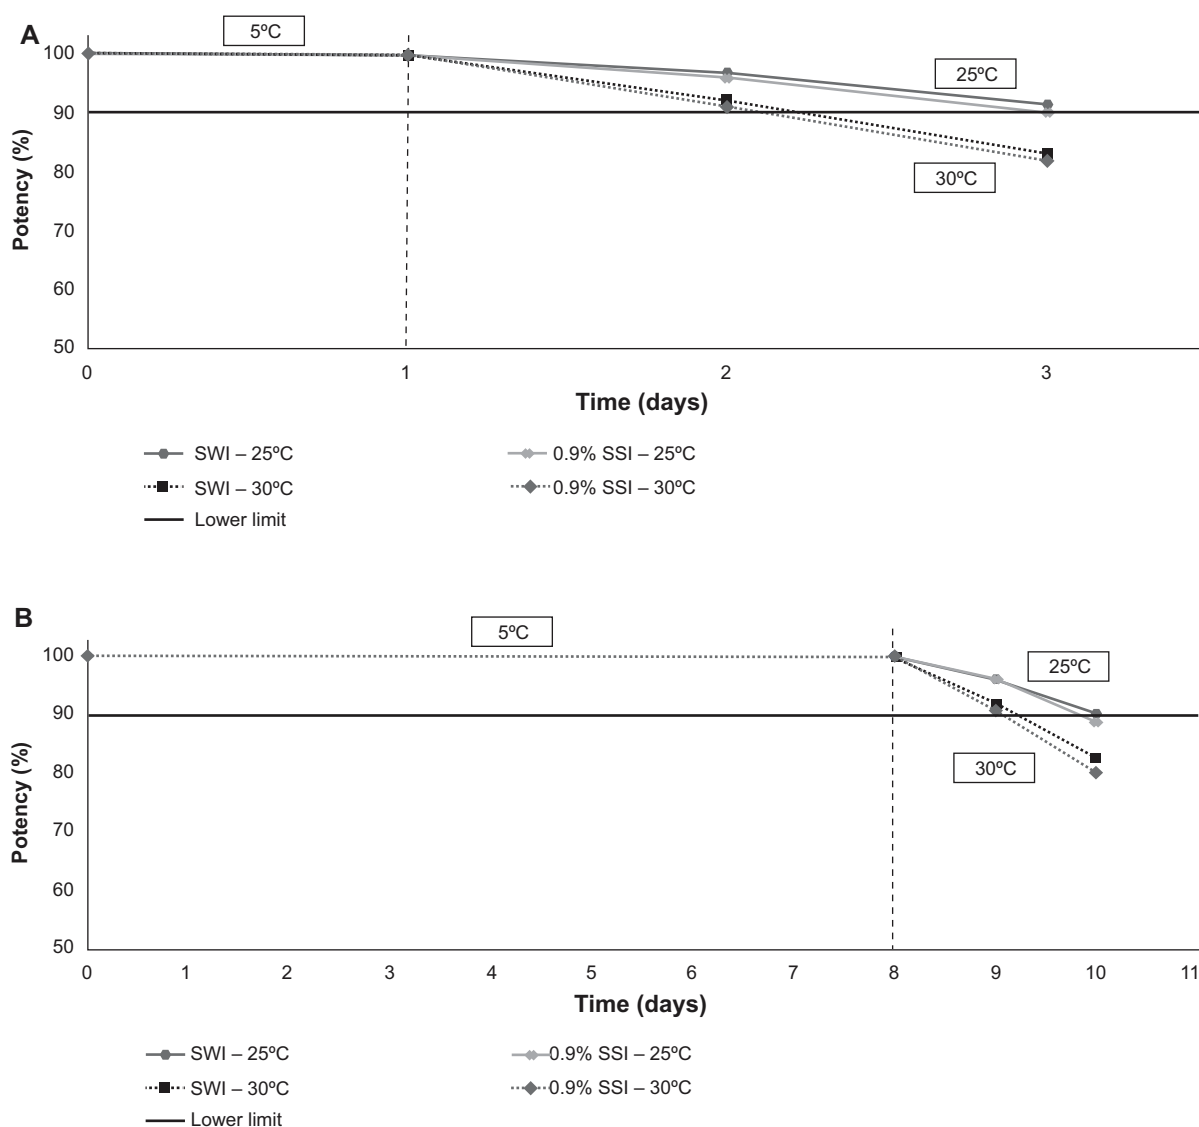 A
5ºC
100
25ºC
90
80
30ºC
70
60
50
Potency (%)
0 1 2 3
Time (days)
SWI – 25ºC 0.9% SSI – 25ºC
SWI – 30ºC 0.9% SSI – 30ºC
Lower limit
B
5ºC
100
25ºC
90
80
30ºC
70
60
50
Potency (%)
0 1 2 3 4 5 6 7 8 9 10 11
Time (days)
SWI – 25ºC 0.9% SSI – 25ºC
SWI – 30ºC 0.9% SSI – 30ºC
Lower limit